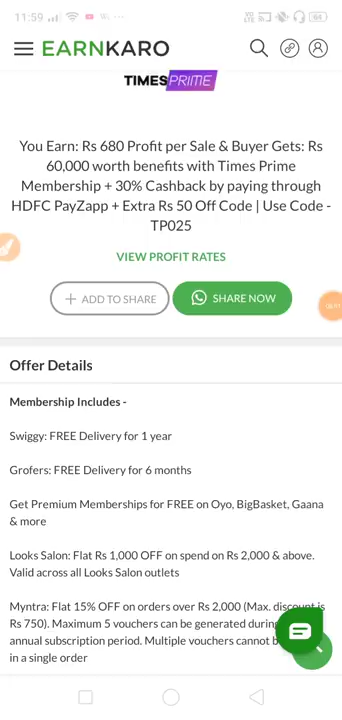 11:59
EARNKARO
TIMES PRIME
You Earn: Rs 680 Profit per Sale & Buyer Gets: Rs
60,000 worth benefits with Times Prime
Membership + 30% Cashback by paying through
HDFC PayZapp + Extra Rs 50 Off Code | Use Code -
TP025
VIEW PROFIT RATES
+ ADD TO SHARE
SHARE NOW
Offer Details
Membership Includes -
Swiggy: FREE Delivery for 1 year
Grofers: FREE Delivery for 6 months
Get Premium Memberships for FREE on Oyo, BigBasket, Gaana
& more
Looks Salon: Flat Rs 1,000 OFF on spend on Rs 2,000 & above.
Valid across all Looks Salon outlets
Myntra: Flat 15% OFF on orders over Rs 2,000 (Max. discount is
Rs 750). Maximum 5 vouchers can be generated during
annual subscription period. Multiple vouchers cannot
in a single order